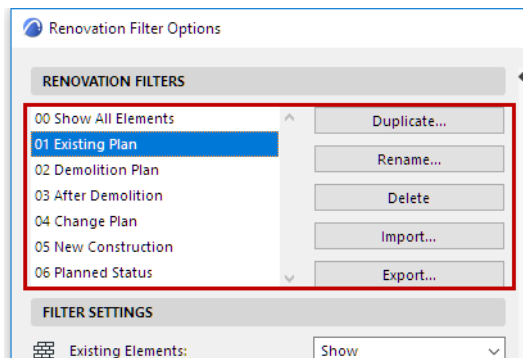 Renovation Filter Options
RENOVATION FILTERS
00 Show All Elements
Duplicate...
01 Existing Plan
Rename...
02 Demolition Plan
03 After Demolition
Delete
04 Change Plan
Import...
05 New Construction
06 Planned Status
Export...
FILTER SETTINGS
Existing Elements:
Show